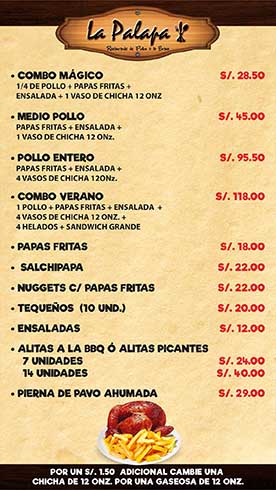 La Palapa
Restaurante de Pollo a la Brasa
• COMBO MÁGICO S/. 28.50
1/4 DE POLLO + PAPAS FRITAS +
ENSALADA + 1 VASO DE CHICHA 12 ONZ
• MEDIO POLLO S/. 45.00
PAPAS FRITAS + ENSALADA +
1 VASO DE CHICHA 12 ONz.
• POLLO ENTERO S/. 95.50
PAPAS FRITAS + ENSALADA +
4 VASOS DE CHICHA 12ONz.
• COMBO VERANO S/. 118.00
1 POLLO + PAPAS FRITAS + ENSALADA +
4 VASOS DE CHICHA 12 ONZ. +
4 HELADOS + SANDWICH GRANDE
• PAPAS FRITAS S/. 18.00
• SALCHIPAPA S/. 22.00
• NUGGETS C/ PAPAS FRITAS S/. 22.00
• TEQUEÑOS (10 UND.) S/. 20.00
• ENSALADAS S/. 12.00
• ALITAS A LA BBQ Ó ALITAS PICANTES
7 UNIDADES S/. 24.00
14 UNIDADES S/. 40.00
• PIERNA DE PAVO AHUMADA S/. 29.00
POR UN S/. 1.50 ADICIONAL CAMBIE UNA
CHICHA DE 12 ONZ. POR UNA GASEOSA DE 12 ONZ.